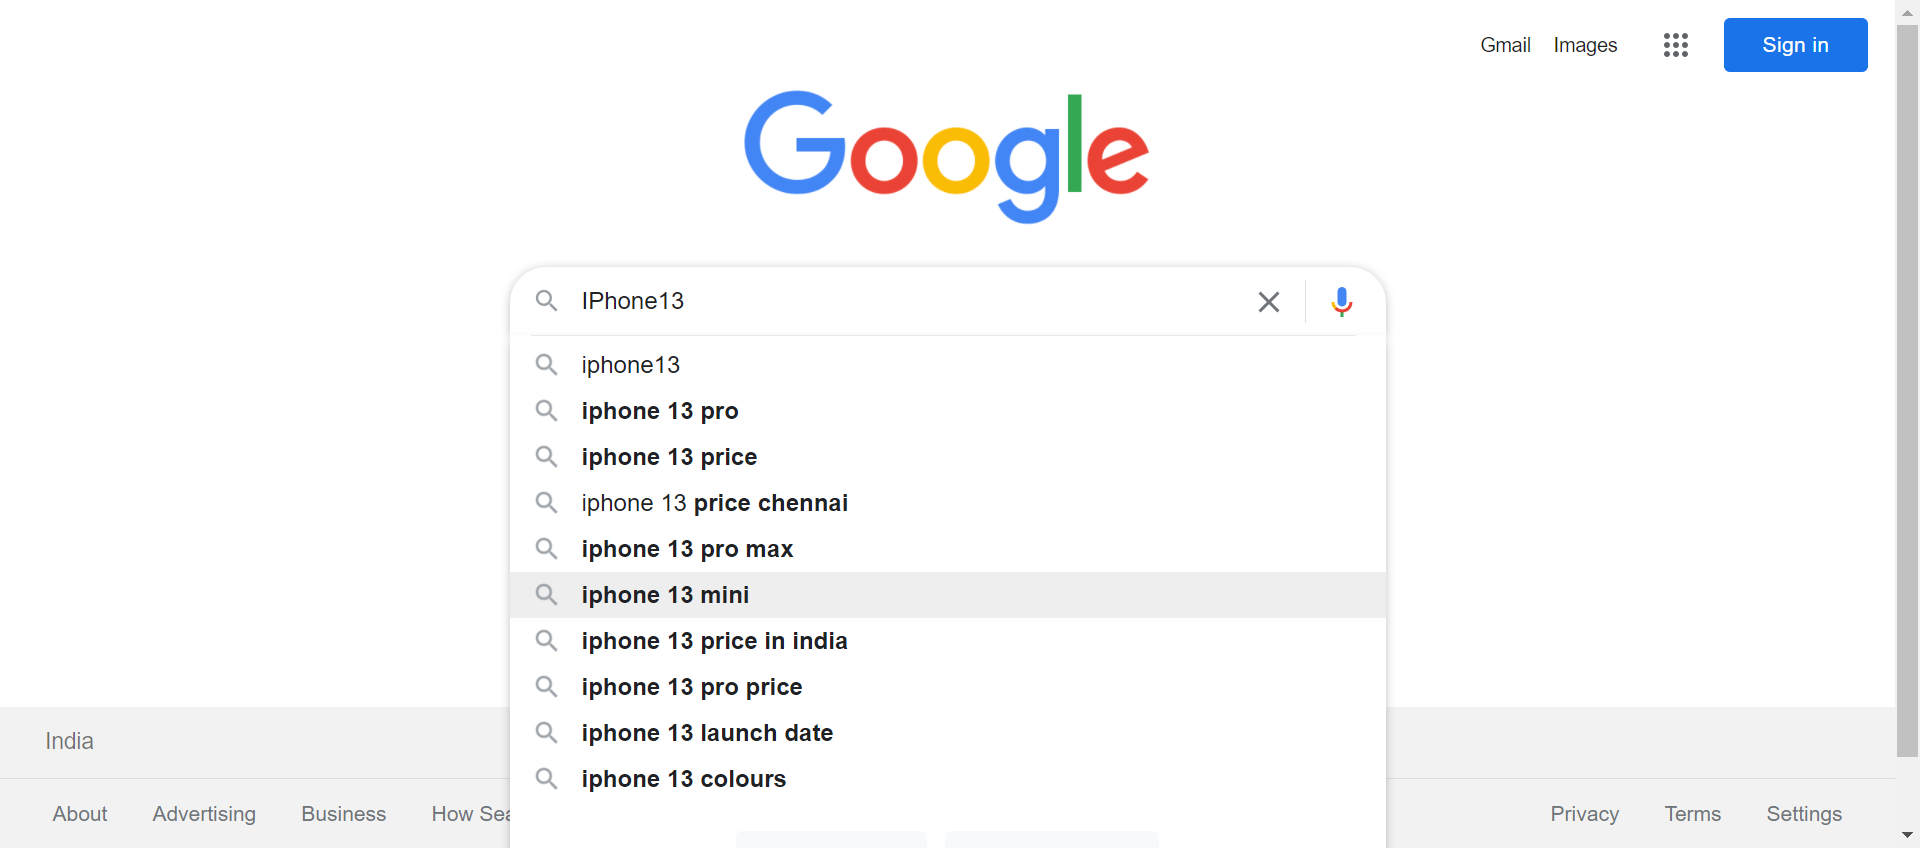 Gmail Images Sign in
Google
IPhone13
iphone13
iphone 13 pro
iphone 13 price
iphone 13 price chennai
iphone 13 pro max
iphone 13 mini
iphone 13 price in india
iphone 13 pro price
iphone 13 launch date
iphone 13 colours
India
About Advertising Business How Sea
Privacy Terms Settings